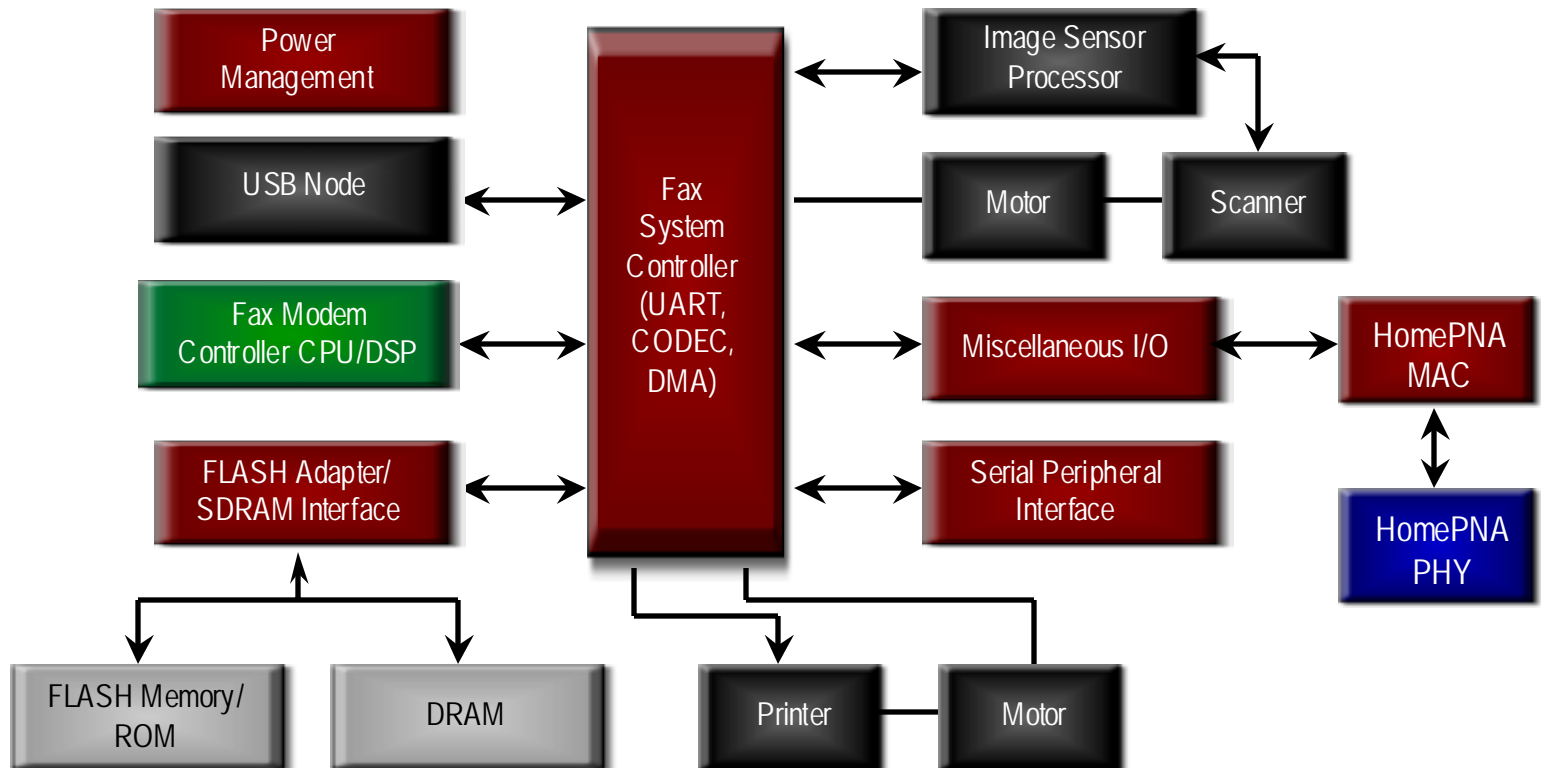 Power
Management
Image Sensor
Processor
USB Node
Fax
System
Controller
(UART,
CODEC,
DMA)
Motor
Scanner
Fax Modem
Controller CPU/DSP
Miscellaneous I/O
HomePNA
MAC
FLASH Adapter/
SDRAM Interface
Serial Peripheral
Interface
HomePNA
PHY
FLASH Memory/
ROM
DRAM
Printer
Motor